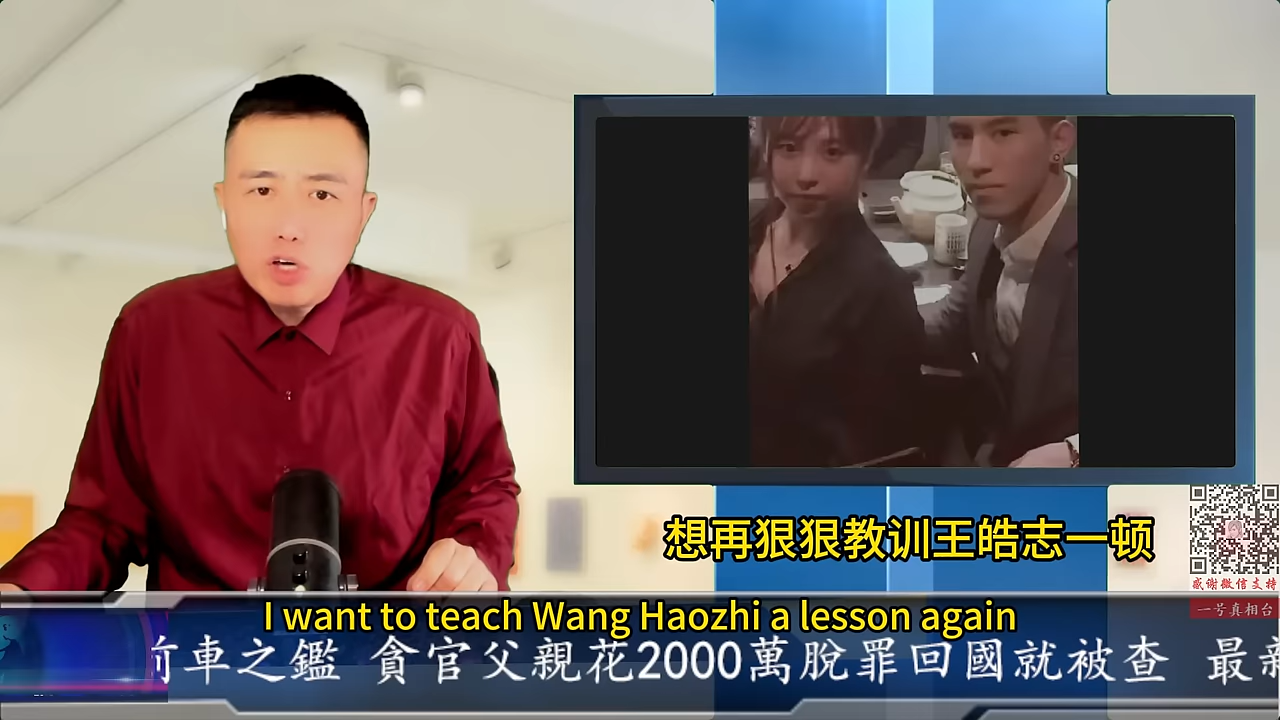 想再狠狠教训王皓志一顿
感谢微信支持
一号真相台
I want to teach Wang Haozhi a lesson again
前車之鑑 貪官父親花2000萬脫罪回國就被查 最新